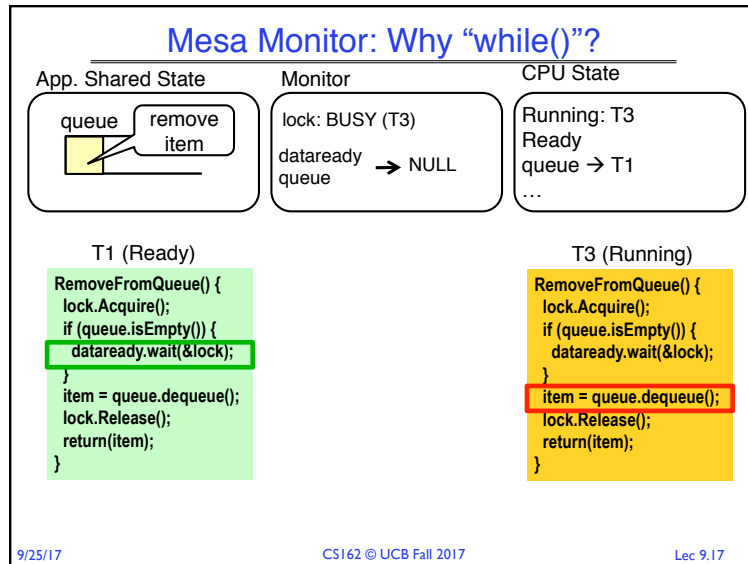 Mesa Monitor: Why “while()”?
App. Shared State
Monitor
CPU State
queue
remove
item
lock: BUSY (T3)
dataready
queue
→ NULL
Running: T3
Ready
queue → T1
…
T1 (Ready)
RemoveFromQueue() {
lock.Acquire();
if (queue.isEmpty()) {
dataready.wait(&lock);
}
item = queue.dequeue();
lock.Release();
return(item);
}
T3 (Running)
RemoveFromQueue() {
lock.Acquire();
if (queue.isEmpty()) {
dataready.wait(&lock);
}
item = queue.dequeue();
lock.Release();
return(item);
}
9/25/17
CS162 © UCB Fall 2017
Lec 9.17